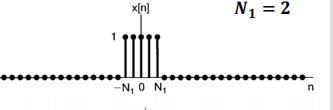 x[n]
N₁ = 2
1
−N₁ 0 N₁
n